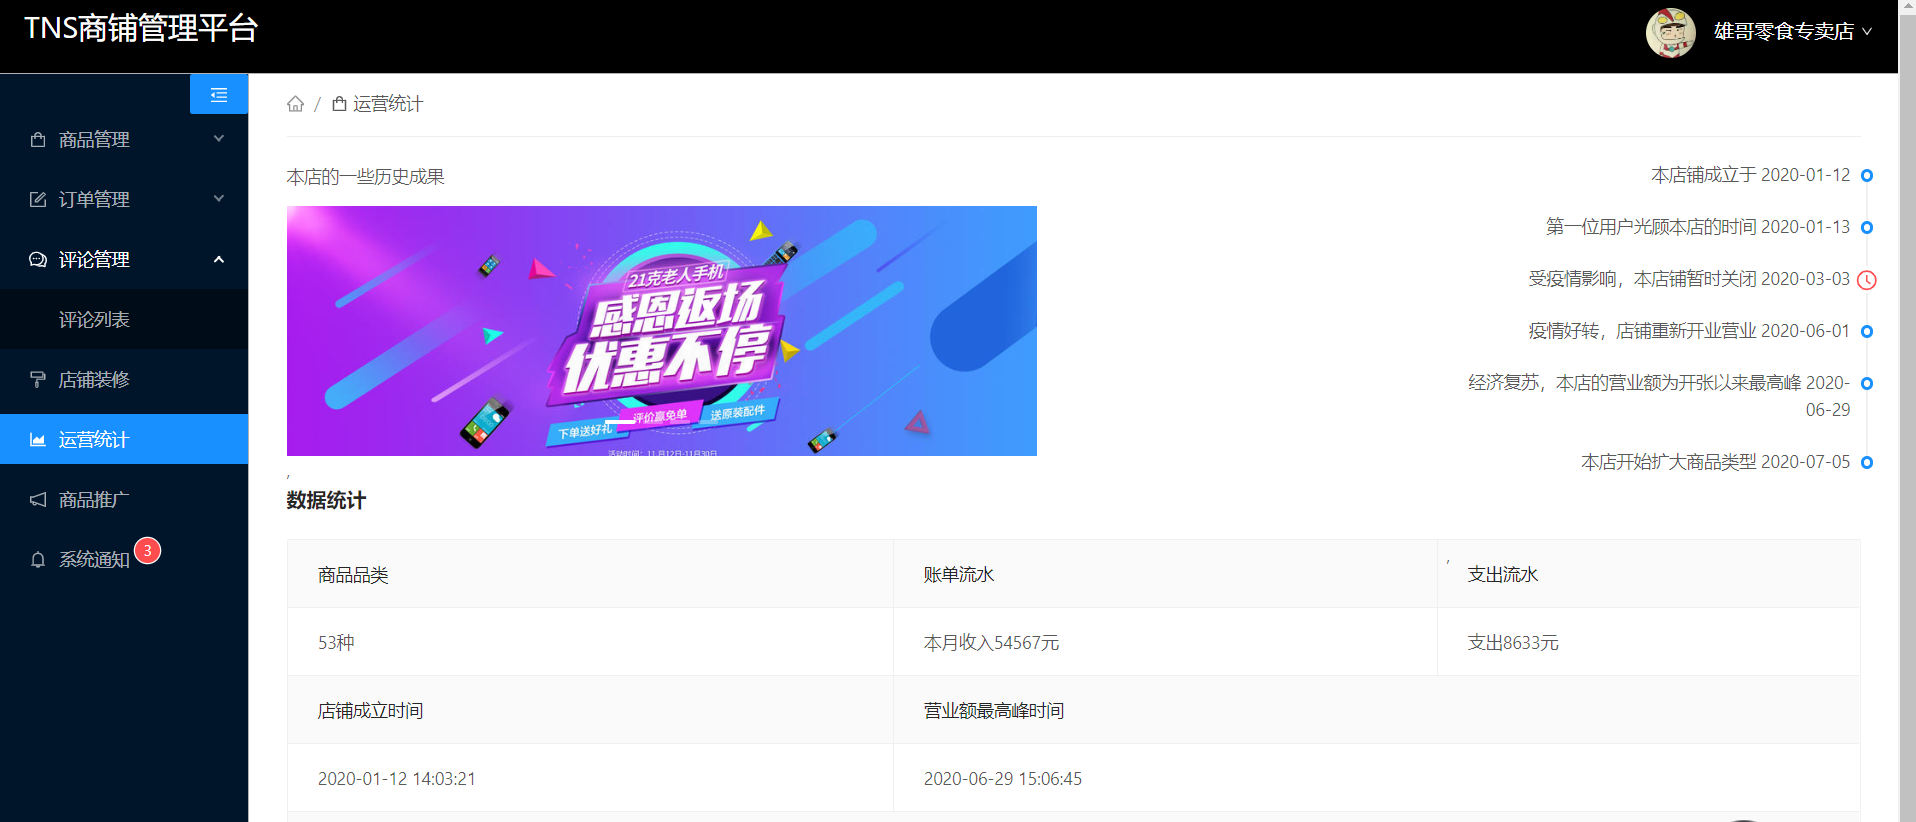 TNS商铺管理平台
雄哥零食专卖店
商品管理
订单管理
评论管理
评论列表
店铺装修
运营统计
商品推广
系统通知 3
/ 运营统计
本店的一些历史成果
21克老人手机
感恩返场
优惠不停
评价赢免单
下单送好礼
送原装配件
活动时间：11月12日-11月30日
本店铺成立于 2020-01-12
第一位用户光顾本店的时间 2020-01-13
受疫情影响，本店铺暂时关闭 2020-03-03
疫情好转，店铺重新开业营业 2020-06-01
经济复苏，本店的营业额为开张以来最高峰 2020-
06-29
本店开始扩大商品类型 2020-07-05
,
数据统计
商品品类
账单流水
,
支出流水
53种
本月收入54567元
支出8633元
店铺成立时间
营业额最高峰时间
2020-01-12 14:03:21
2020-06-29 15:06:45